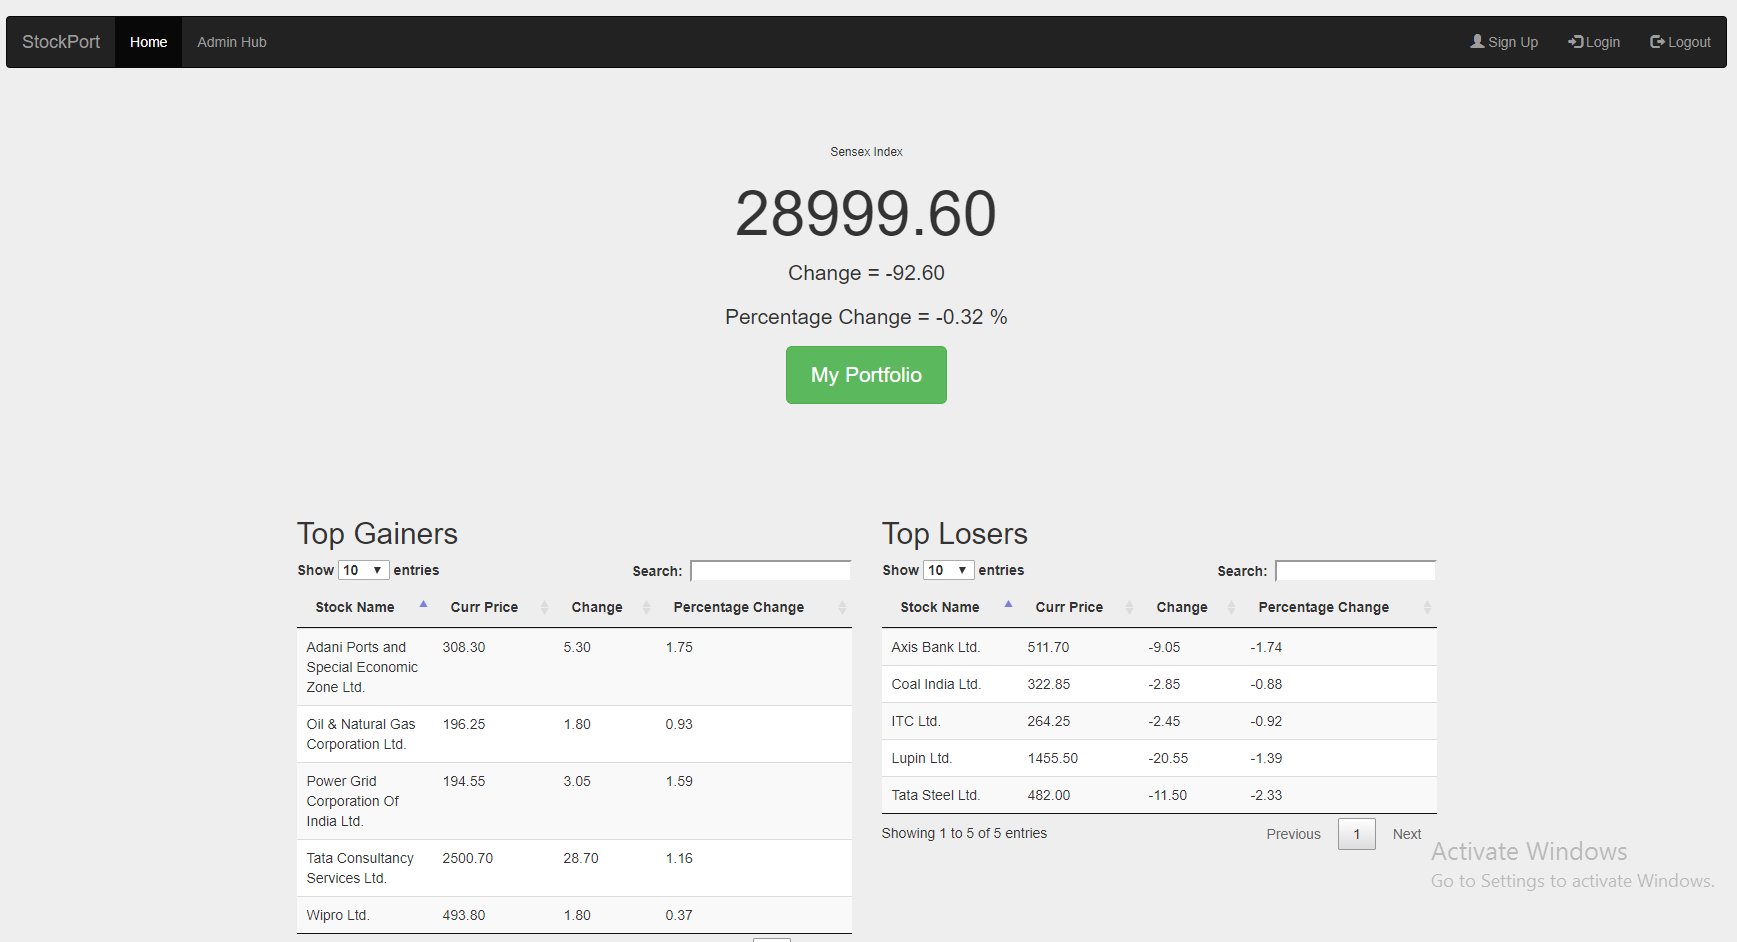 StockPort Home Admin Hub Sign Up Login Logout
Sensex Index
28999.60
Change = -92.60
Percentage Change = -0.32 %
My Portfolio
Top Gainers
Show 10 entries Search:
Stock Name Curr Price Change Percentage Change
Adani Ports and 308.30 5.30 1.75
Special Economic
Zone Ltd.
Oil & Natural Gas 196.25 1.80 0.93
Corporation Ltd.
Power Grid 194.55 3.05 1.59
Corporation Of
India Ltd.
Tata Consultancy 2500.70 28.70 1.16
Services Ltd.
Wipro Ltd. 493.80 1.80 0.37
Top Losers
Show 10 entries Search:
Stock Name Curr Price Change Percentage Change
Axis Bank Ltd. 511.70 -9.05 -1.74
Coal India Ltd. 322.85 -2.85 -0.88
ITC Ltd. 264.25 -2.45 -0.92
Lupin Ltd. 1455.50 -20.55 -1.39
Tata Steel Ltd. 482.00 -11.50 -2.33
Showing 1 to 5 of 5 entries Previous 1 Next
Activate Windows
Go to Settings to activate Windows.